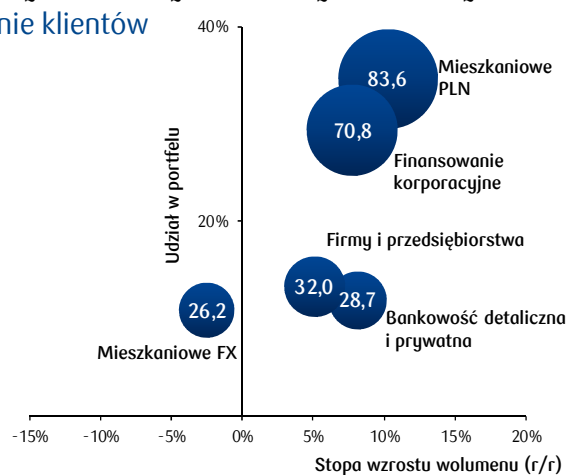 nie klientów
40%
83,6
Mieszkaniowe
PLN
70,8
Finansowanie
korporacyjne
Udział w portfelu
20%
Firmy i przedsiębiorstwa
32,0
28,7
26,2
Bankowość detaliczna
i prywatna
Mieszkaniowe FX
-15%
-10%
-5%
0%
5%
10%
15%
20%
Stopa wzrostu wolumenu (r/r)